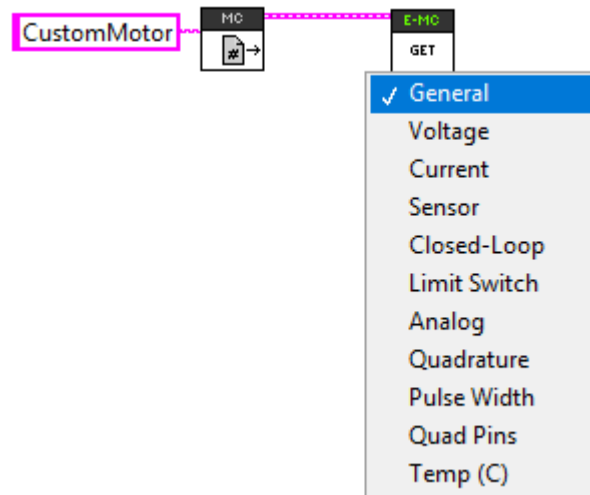 CustomMotor
MC
#
E-MC
GET
General
Voltage
Current
Sensor
Closed-Loop
Limit Switch
Analog
Quadrature
Pulse Width
Quad Pins
Temp (C)